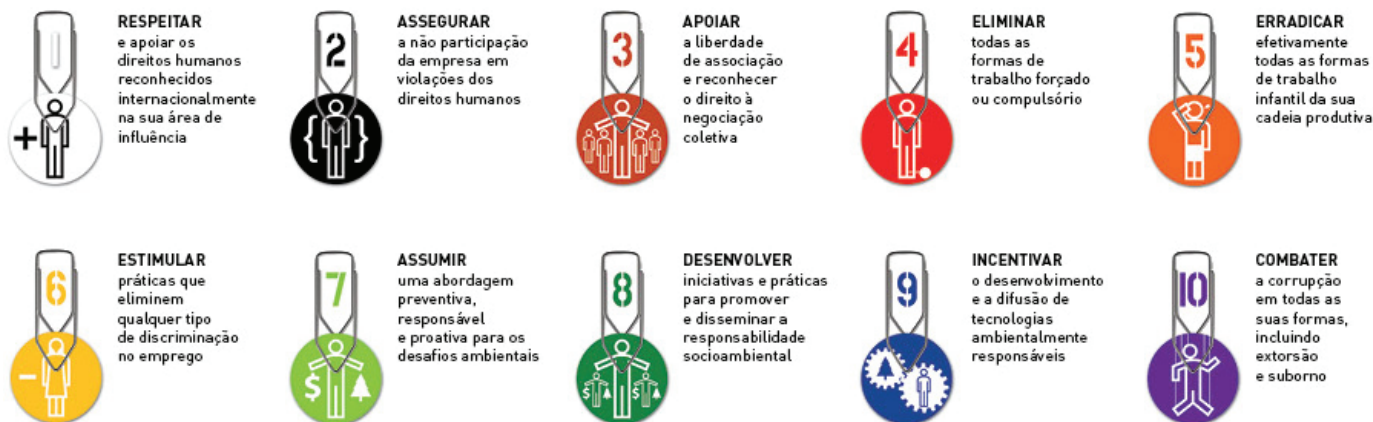 1
RESPEITAR
e apoiar os
direitos humanos
reconhecidos
internacionalmente
na sua área de
influência
2
ASSEGURAR
a não participação
da empresa em
violações dos
direitos humanos
3
APOIAR
a liberdade
de associação
e reconhecer
o direito à
negociação
coletiva
4
ELIMINAR
todas as
formas de
trabalho forçado
ou compulsório
5
ERRADICAR
efetivamente
todas as formas
de trabalho
infantil da sua
cadeia produtiva
6
ESTIMULAR
práticas que
eliminem
qualquer tipo
de discriminação
no emprego
7
ASSUMIR
uma abordagem
preventiva,
responsável
e proativa para os
desafios ambientais
$
8
DESENVOLVER
iniciativas e práticas
para promover
e disseminar a
responsabilidade
socioambiental
$ $
9
INCENTIVAR
o desenvolvimento
e a difusão de
tecnologias
ambientalmente
responsáveis
10
COMBATER
a corrupção
em todas as
suas formas,
incluindo
extorsão
e suborno